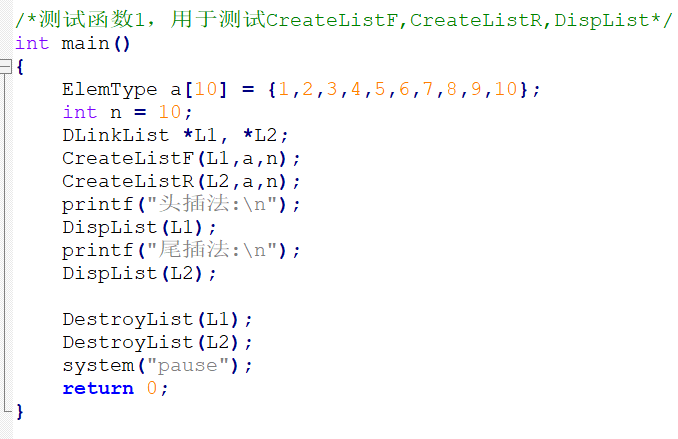 /*测试函数1，用于测试CreateListF,CreateListR,DispList*/
int main()
{
    ElemType a[10] = {1,2,3,4,5,6,7,8,9,10};
    int n = 10;
    DLinkList *L1, *L2;
    CreateListF(L1,a,n);
    CreateListR(L2,a,n);
    printf("头插法:\n");
    DispList(L1);
    printf("尾插法:\n");
    DispList(L2);

    DestroyList(L1);
    DestroyList(L2);
    system("pause");
    return 0;
}